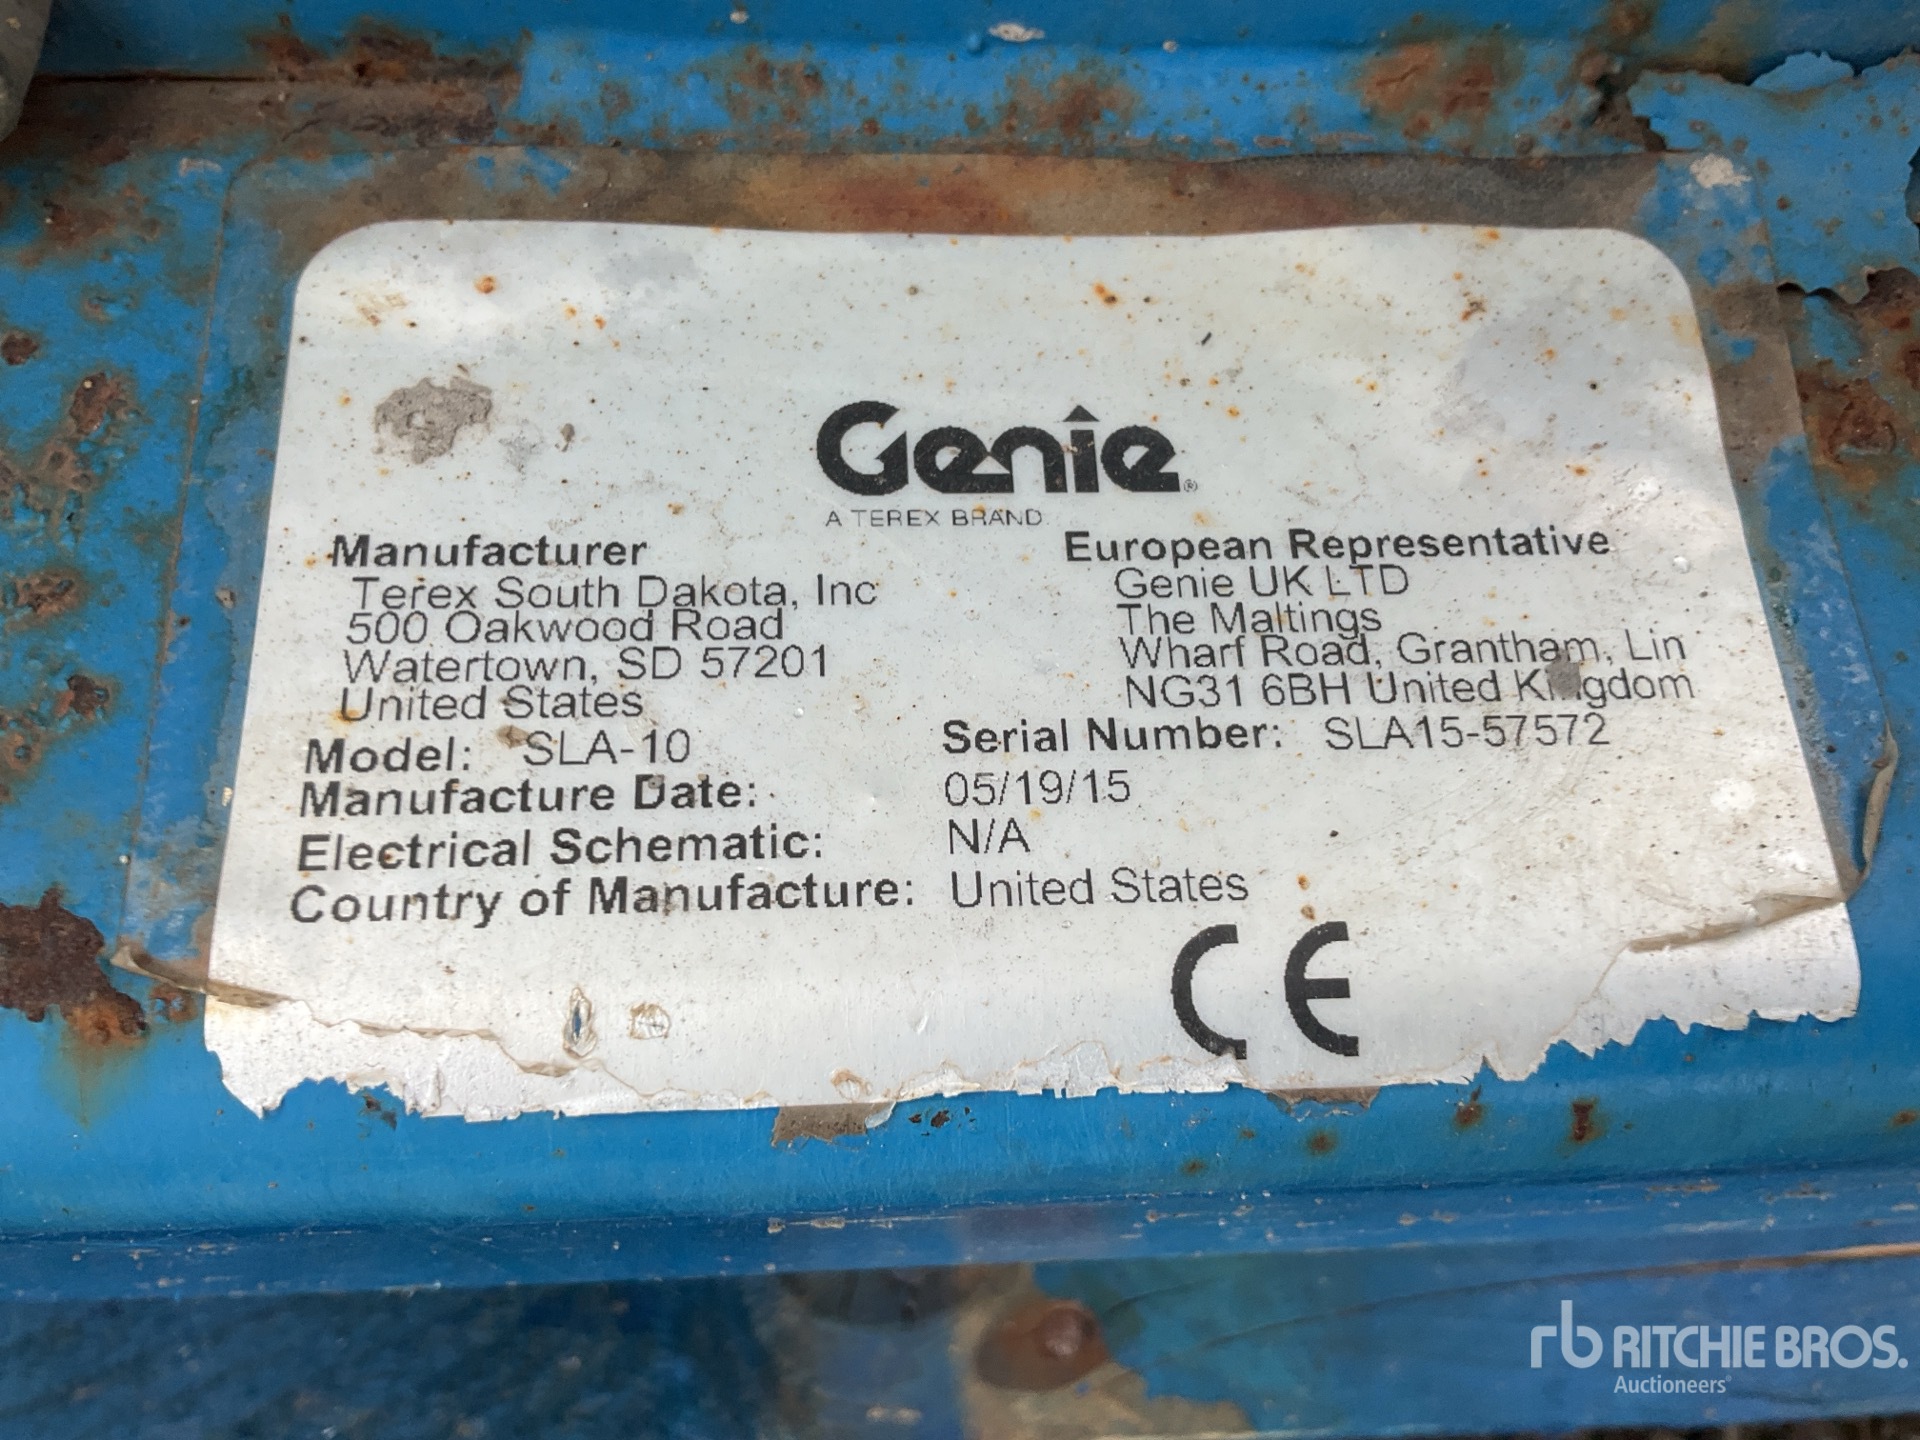 Genie®
A TEREX BRAND
Manufacturer
Terex South Dakota, Inc
500 Oakwood Road
Watertown, SD 57201
United States
European Representative
Genie UK LTD
The Maltings
Wharf Road, Grantham, Lin
NG31 6BH United Kingdom
Model: SLA-10
Serial Number: SLA15-57572
Manufacture Date: 05/19/15
Electrical Schematic: N/A
Country of Manufacture: United States
CE
rb RITCHIE BROS.
Auctioneers®